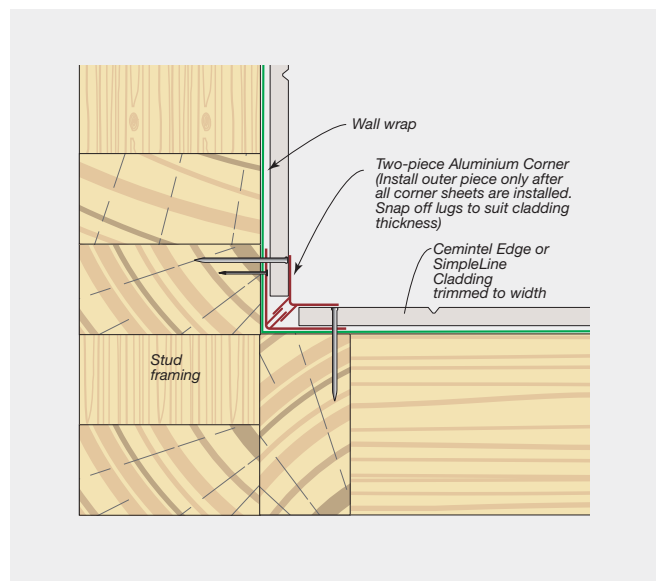 Wall wrap
Two-piece Aluminium Corner
(Install outer piece only after
all corner sheets are installed.
Snap off lugs to suit cladding
thickness)
Cemintel Edge or
SimpleLine
Cladding
trimmed to width
Stud
framing